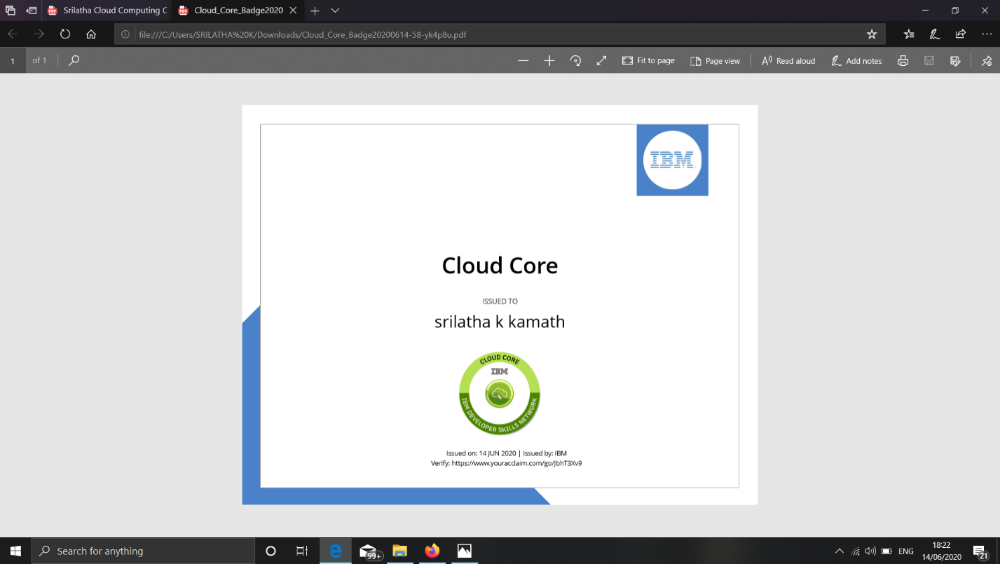 Srilatha Cloud Computing C
Cloud_Core_Badge2020
file:///C:/Users/SRILATHA%20K/Downloads/Cloud_Core_Badge20200614-58-yk4p8u.pdf
1 of 1
Fit to page
Page view
Read aloud
Add notes
IBM
Cloud Core
ISSUED TO
srilatha k kamath
CLOUD CORE
IBM
IBM DEVELOPER SKILLS NETWORK
Issued on: 14 JUN 2020 | Issued by: IBM
Verify: https://www.youracclaim.com/go/JbhT3Xv9
Search for anything
99+
ENG
18:22
14/06/2020
21